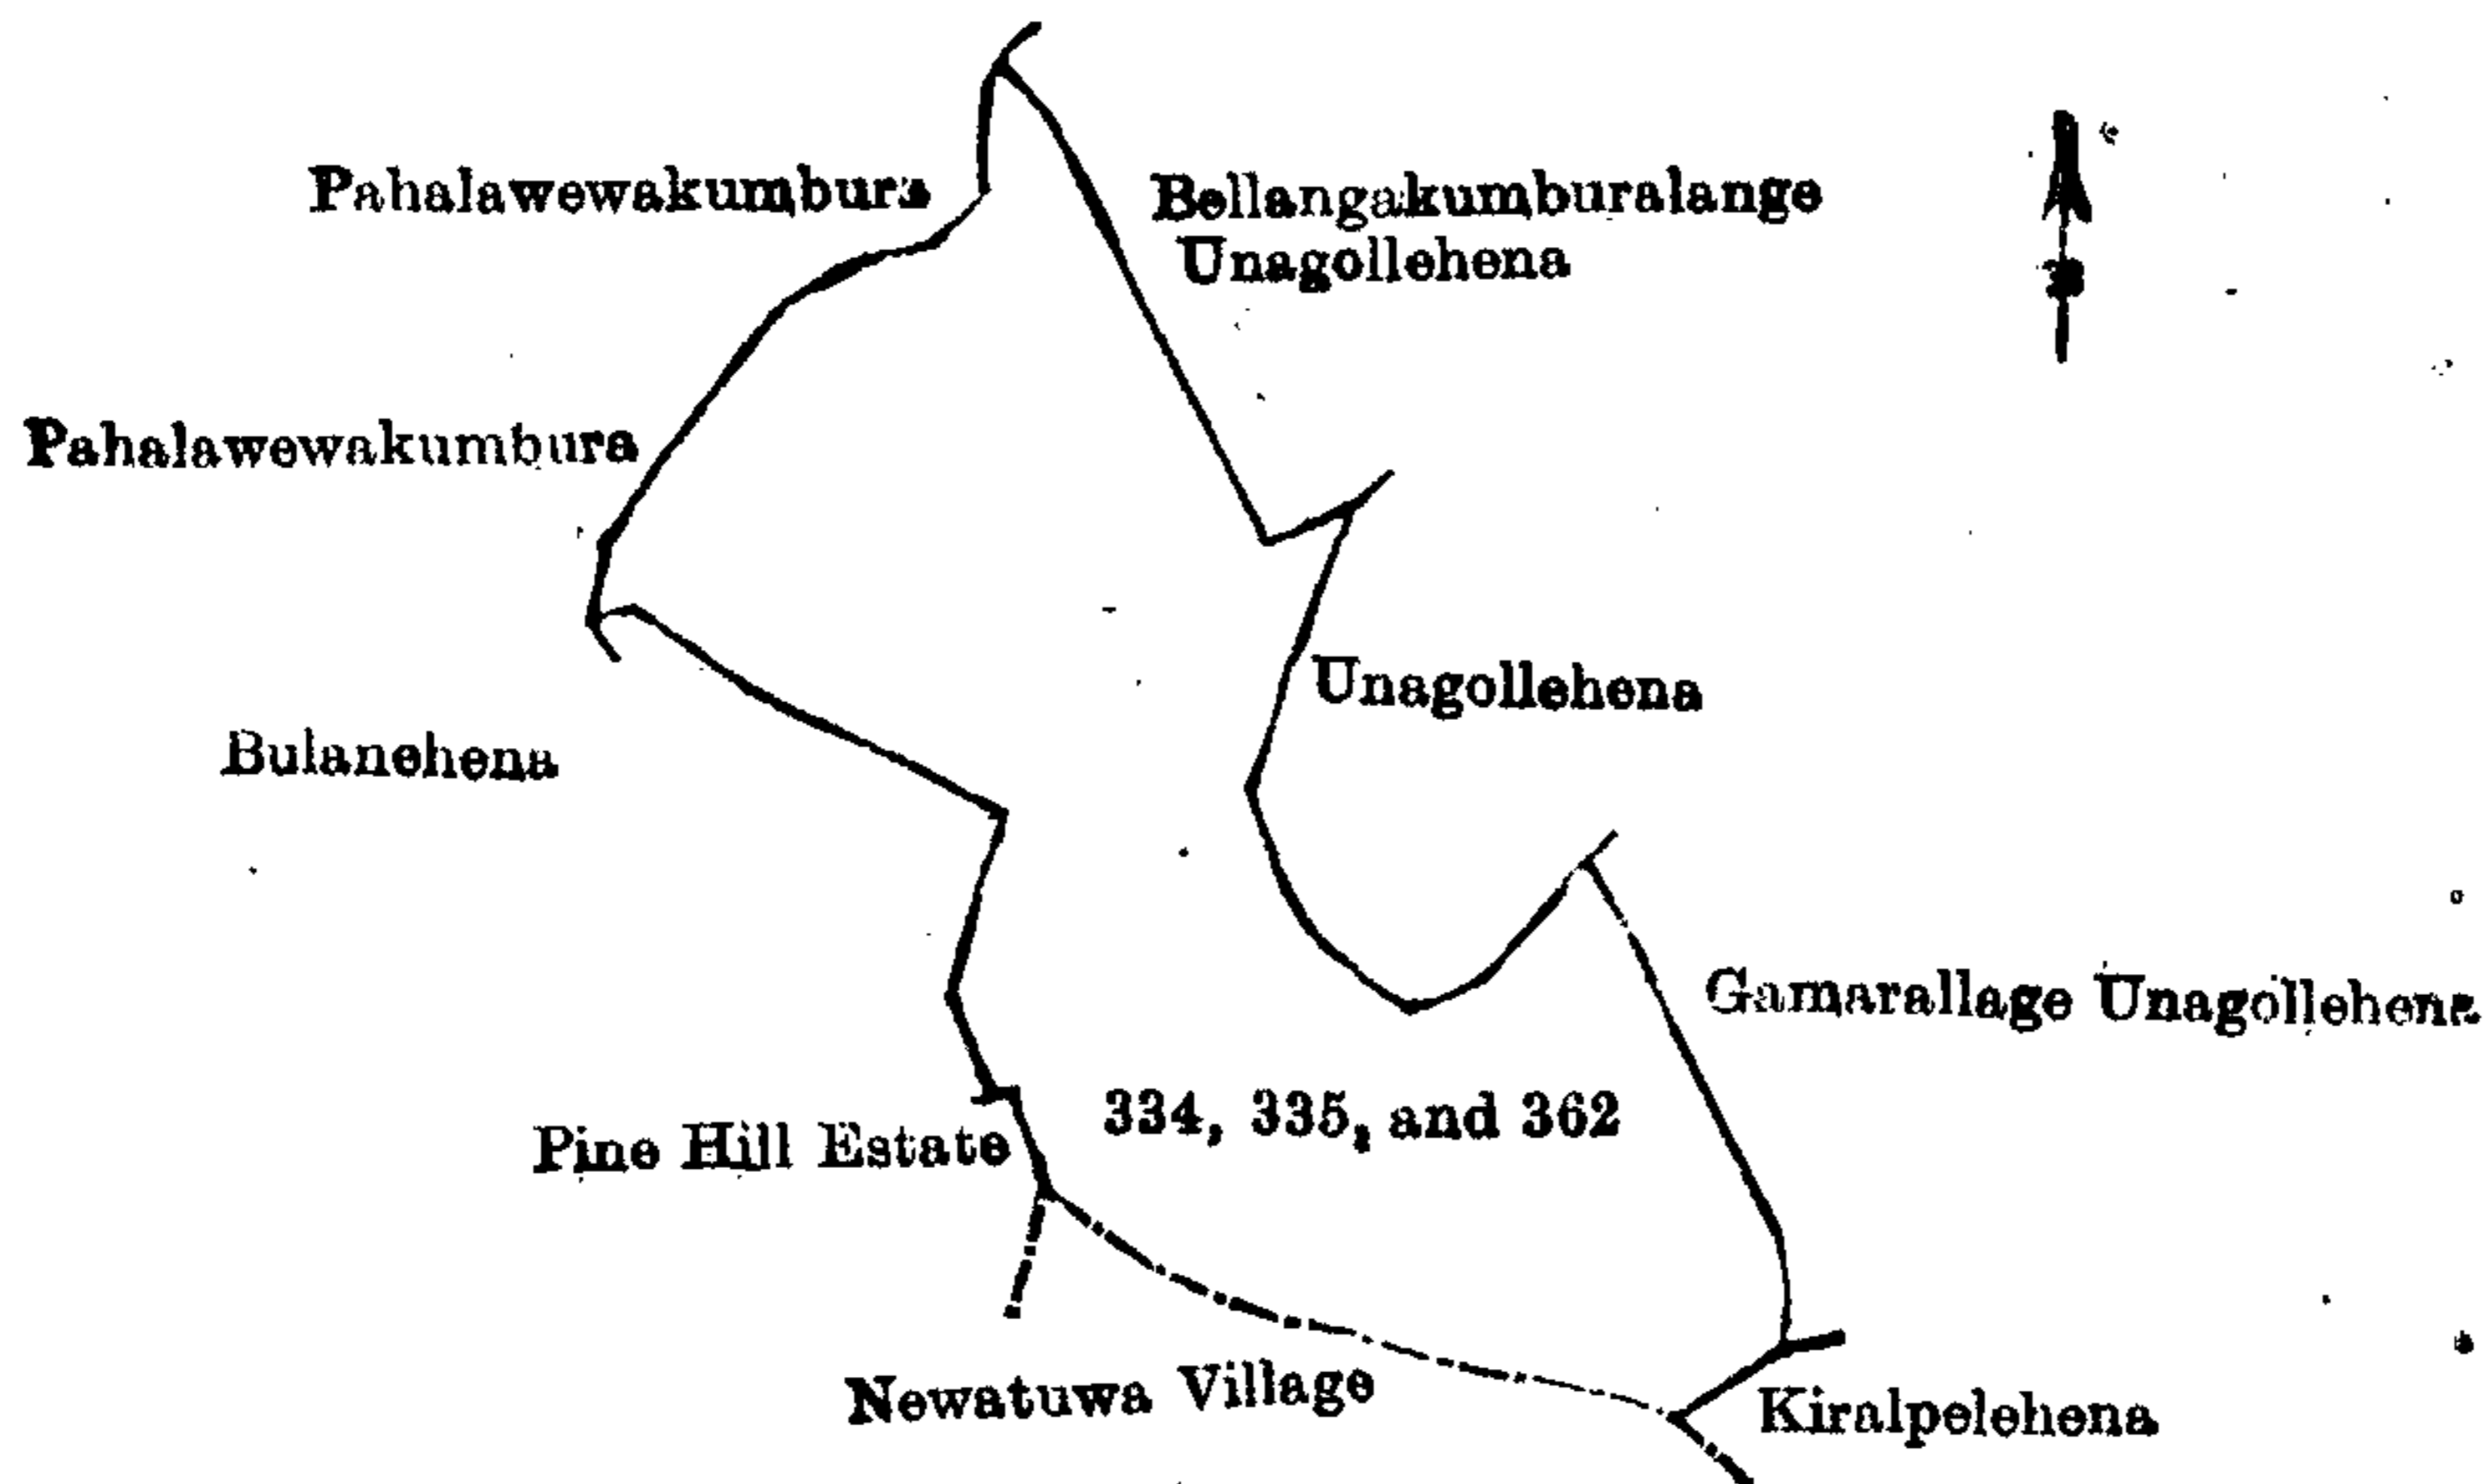 Pahalawewakumbura
Bellangakumburalange
Unagollehena
Pahalawewakumbura
Unagollehena
Bulanehena
Gamarallage Unagollehena
334, 335, and 362
Pine Hill Estate
Newatuwa Village
Kiralpelehena